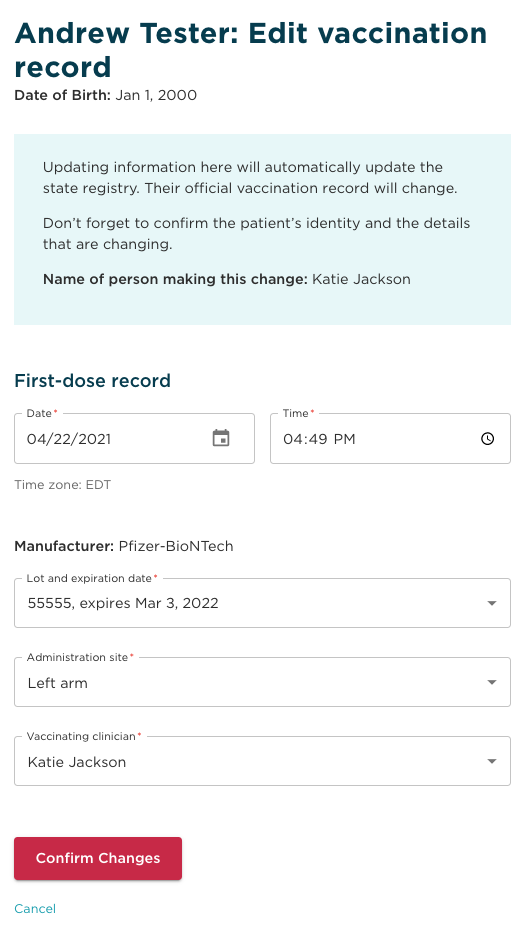 Andrew Tester: Edit vaccination
record
Date of Birth: Jan 1, 2000
Updating information here will automatically update the
state registry. Their official vaccination record will change.
Don’t forget to confirm the patient’s identity and the details
that are changing.
Name of person making this change: Katie Jackson
First-dose record
Date*
04/22/2021
Time*
04:49 PM
Time zone: EDT
Manufacturer: Pfizer-BioNTech
Lot and expiration date*
55555, expires Mar 3, 2022
Administration site*
Left arm
Vaccinating clinician*
Katie Jackson
Confirm Changes
Cancel